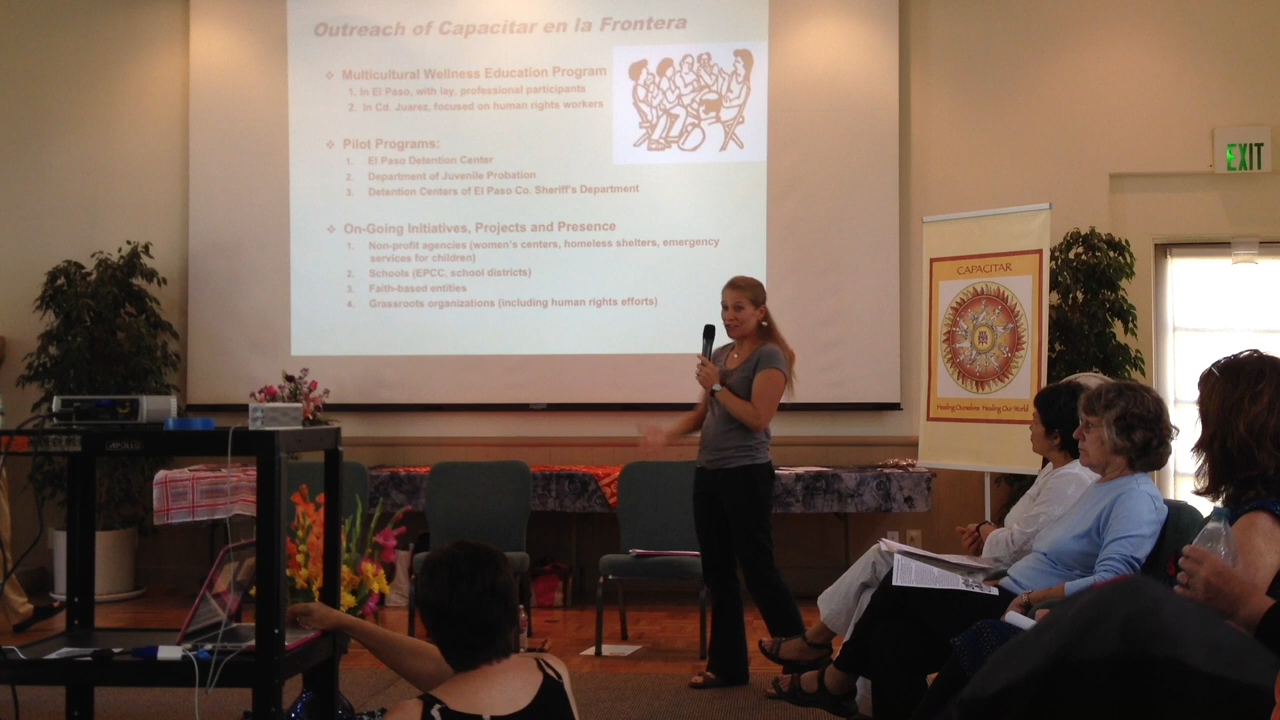 Outreach of Capacitar en la Frontera
❖ Multicultural Wellness Education Program
1. In El Paso, with lay, professional participants
2. In Cd. Juarez, focused on human rights workers
❖ Pilot Programs:
1. El Paso Detention Center
2. Department of Juvenile Probation
3. Detention Centers of El Paso Co. Sheriff's Department
❖ On-Going Initiatives, Projects and Presence
1. Non-profit agencies (women's centers, homeless shelters, emergency
services for children)
2. Schools (EPCC, school districts)
3. Faith-based entities
4. Grassroots organizations (including human rights efforts)
EXIT
CAPACITAR
Healing Ourselves Healing Our World